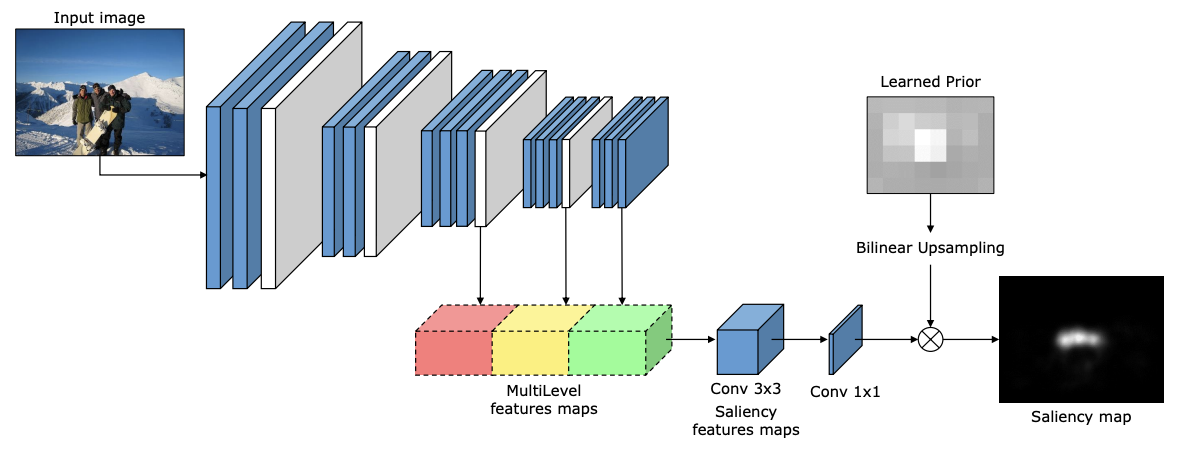 Input image
Learned Prior
Bilinear Upsampling
MultiLevel
features maps
Conv 3x3
Saliency
features maps
Conv 1x1
Saliency map